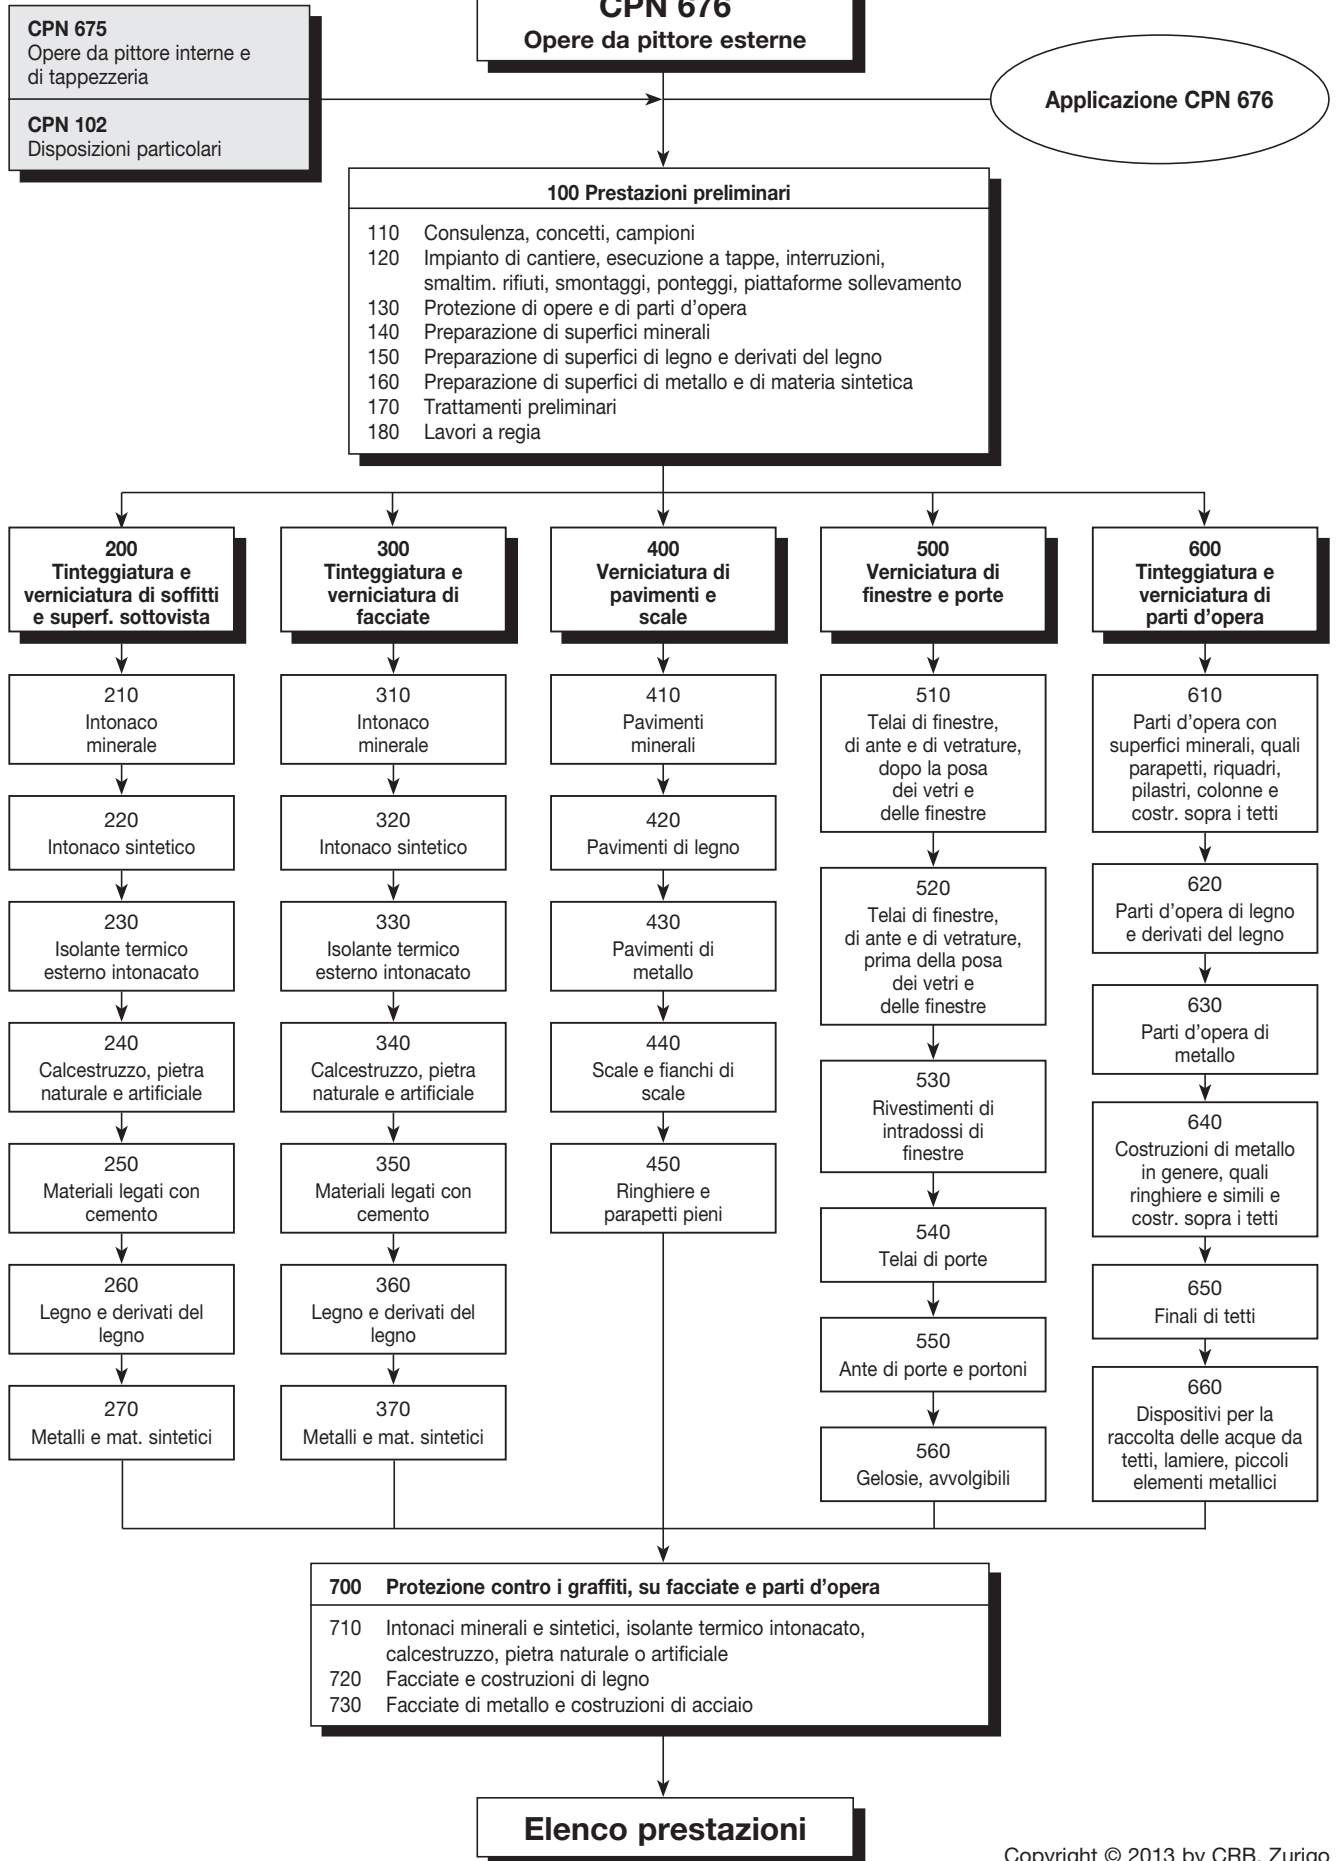 CPN 676
Opere da pittore esterne
CPN 675
Opere da pittore interne e
di tappezzeria
CPN 102
Disposizioni particolari
Applicazione CPN 676
100 Prestazioni preliminari
110 Consulenza, concetti, campioni
120 Impianto di cantiere, esecuzione a tappe, interruzioni,
smaltim. rifiuti, smontaggi, ponteggi, piattaforme sollevamento
130 Protezione di opere e di parti d’opera
140 Preparazione di superfici minerali
150 Preparazione di superfici di legno e derivati del legno
160 Preparazione di superfici di metallo e di materia sintetica
170 Trattamenti preliminari
180 Lavori a regia
200
Tinteggiatura e
verniciatura di soffitti
e superf. sottovista
210
Intonaco
minerale
220
Intonaco sintetico
230
Isolante termico
esterno intonacato
240
Calcestruzzo, pietra
naturale e artificiale
250
Materiali legati con
cemento
260
Legno e derivati del
legno
270
Metalli e mat. sintetici
300
Tinteggiatura e
verniciatura di
facciate
310
Intonaco
minerale
320
Intonaco sintetico
330
Isolante termico
esterno intonacato
340
Calcestruzzo, pietra
naturale e artificiale
350
Materiali legati con
cemento
360
Legno e derivati del
legno
370
Metalli e mat. sintetici
400
Verniciatura di
pavimenti e
scale
410
Pavimenti
minerali
420
Pavimenti di legno
430
Pavimenti di
metallo
440
Scale e fianchi di
scale
450
Ringhiere e
parapetti pieni
500
Verniciatura di
finestre e porte
510
Telai di finestre,
di ante e di vetrature,
dopo la posa
dei vetri e
delle finestre
520
Telai di finestre,
di ante e di vetrature,
prima della posa
dei vetri e
delle finestre
530
Rivestimenti di
intradossi di
finestre
540
Telai di porte
550
Ante di porte e portoni
560
Gelosie, avvolgibili
600
Tinteggiatura e
verniciatura di
parti d’opera
610
Parti d’opera con
superfici minerali, quali
parapetti, riquadri,
pilastri, colonne e
costr. sopra i tetti
620
Parti d’opera di legno
e derivati del legno
630
Parti d’opera di
metallo
640
Costruzioni di metallo
in genere, quali
ringhiere e simili e
costr. sopra i tetti
650
Finali di tetti
660
Dispositivi per la
raccolta delle acque da
tetti, lamiere, piccoli
elementi metallici
700 Protezione contro i graffiti, su facciate e parti d’opera
710 Intonaci minerali e sintetici, isolante termico intonacato,
calcestruzzo, pietra naturale o artificiale
720 Facciate e costruzioni di legno
730 Facciate di metallo e costruzioni di acciaio
Elenco prestazioni
Copyright © 2013 by CRB, Zurigo